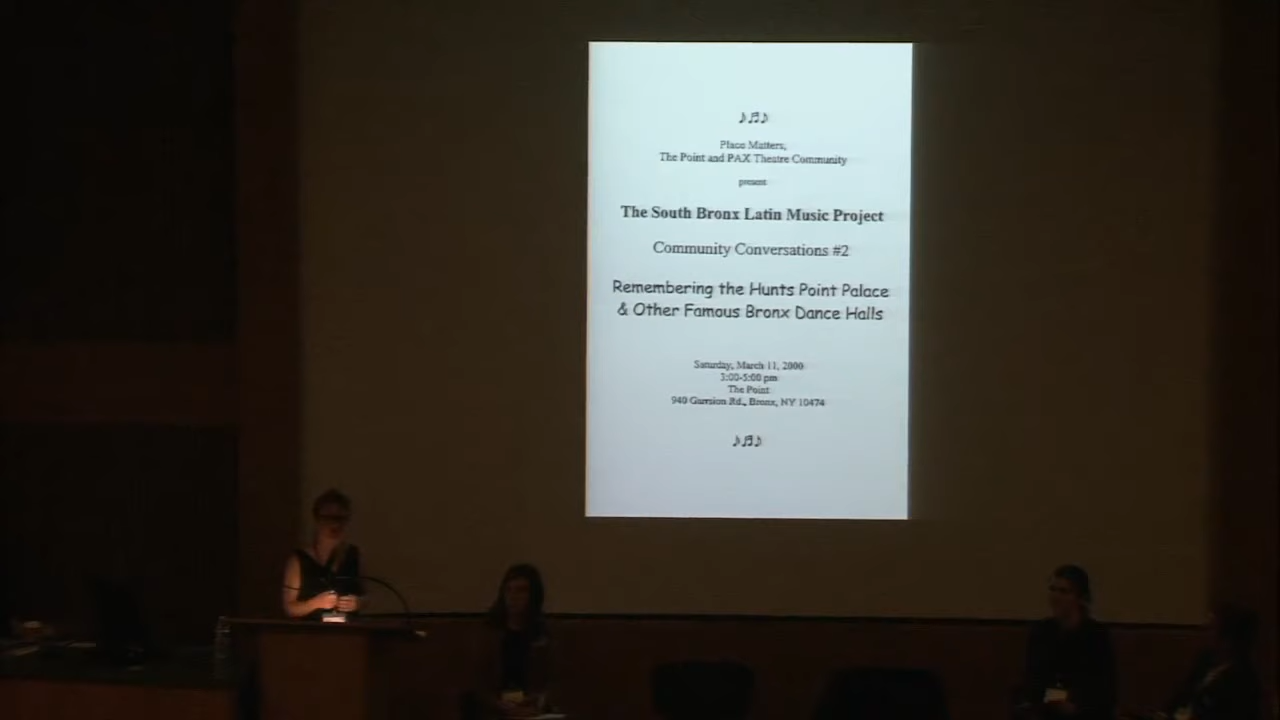 Place Matters,
The Point and PAX Theatre Community
present
The South Bronx Latin Music Project
Community Conversations #2
Remembering the Hunts Point Palace
& Other Famous Bronx Dance Halls
Saturday, March 11, 2000
3:00-5:00 pm
The Point
940 Garrison Rd., Bronx, NY 10474